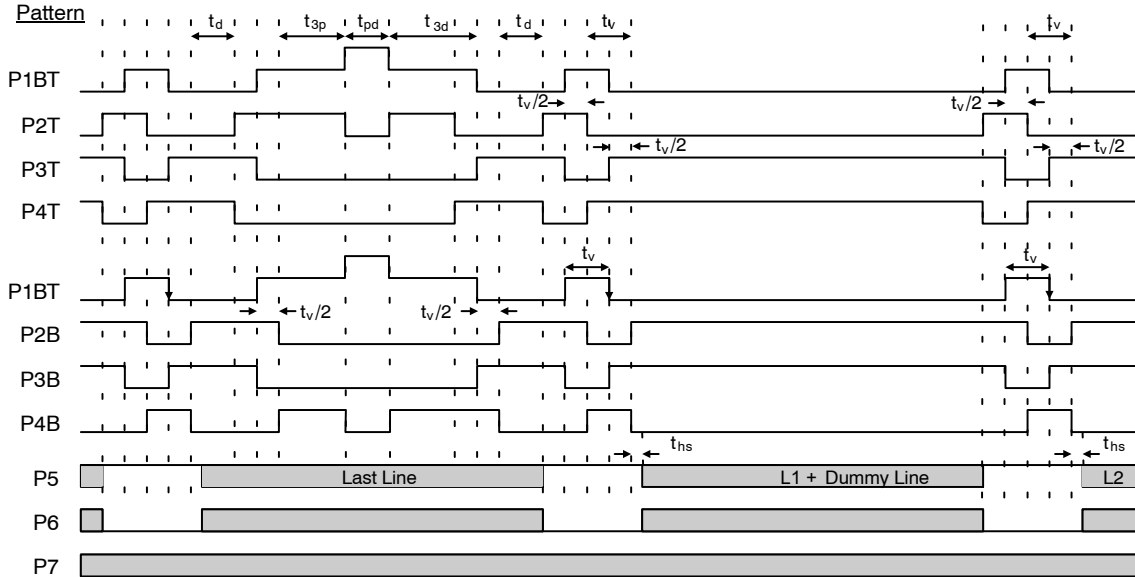 Pattern
td t3p tpd t3d td tv tv
P1BT
tv/2 tv/2
P2T
tv/2 tv/2
P3T
P4T
tv tv
P1BT
tv/2 tv/2
P2B
P3B
P4B
ths ths
P5 Last Line L1 + Dummy Line L2
P6
P7